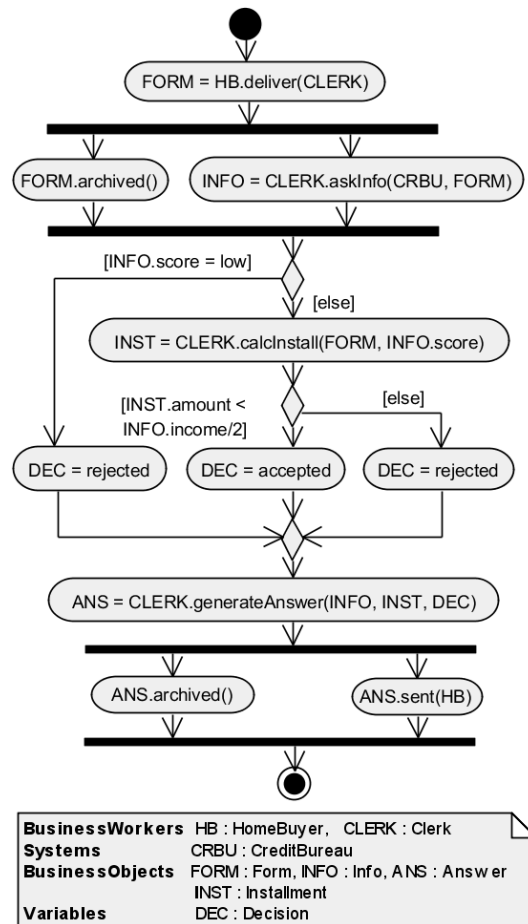 FORM = HB.deliver(CLERK)
FORM.archived()
INFO = CLERK.askInfo(CRBU, FORM)
[INFO.score = low]
[else]
INST = CLERK.calcInstall(FORM, INFO.score)
[INST.amount <
INFO.income/2]
[else]
DEC = rejected
DEC = accepted
DEC = rejected
ANS = CLERK.generateAnswer(INFO, INST, DEC)
ANS.archived()
ANS.sent(HB)
BusinessWorkers HB : HomeBuyer, CLERK : Clerk
Systems CRBU : CreditBureau
BusinessObjects FORM : Form, INFO : Info, ANS : Answer
INST : Installment
Variables DEC : Decision